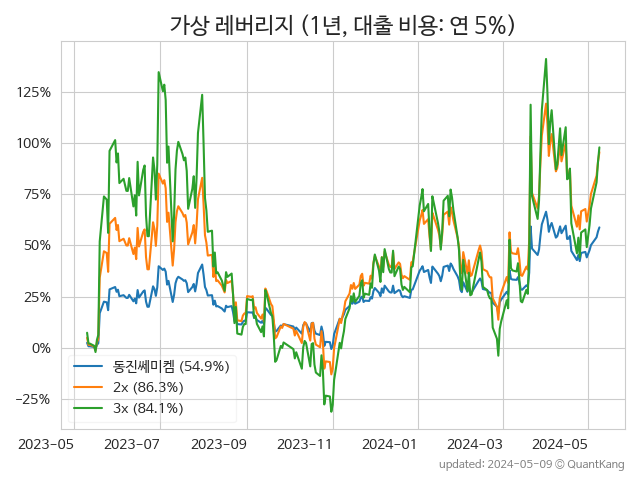 가상 레버리지 (1년, 대출 비용: 연 5%)
125%
100%
75%
50%
25%
0%
−25%
동진쎄미켐 (54.9%)
2x (86.3%)
3x (84.1%)
2023-05 2023-07 2023-09 2023-11 2024-01 2024-03 2024-05
updated: 2024-05-09 © QuantKang